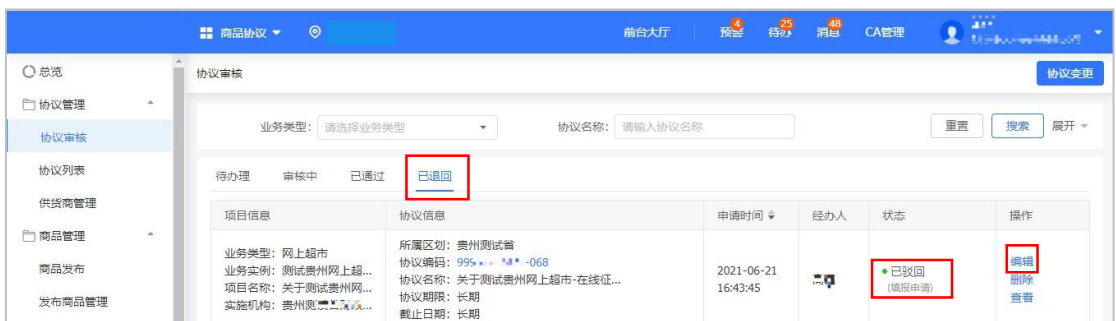 商品协议 前台大厅 预警 4 待办 25 消息 48 CA管理
总览
协议审核 协议变更
协议管理
业务类型: 请选择业务类型 协议名称: 请输入协议名称 重置 搜索 展开
协议审核
协议列表
待办理 审核中 已通过 已退回
供货商管理
项目信息 协议信息 申请时间 经办人 状态 操作
商品管理
商品发布
发布商品管理
业务类型: 网上超市
业务实例: 测试贵州网上超...
项目名称: 关于测试贵州网...
实施机构: 贵州测
所属区划: 贵州测试省
协议编码: 995 -068
协议名称: 关于测试贵州网上超市-在线征...
协议期限: 长期
截止日期: 长期
2021-06-21
16:43:45
已驳回
(填报申请)
编辑
删除
查看